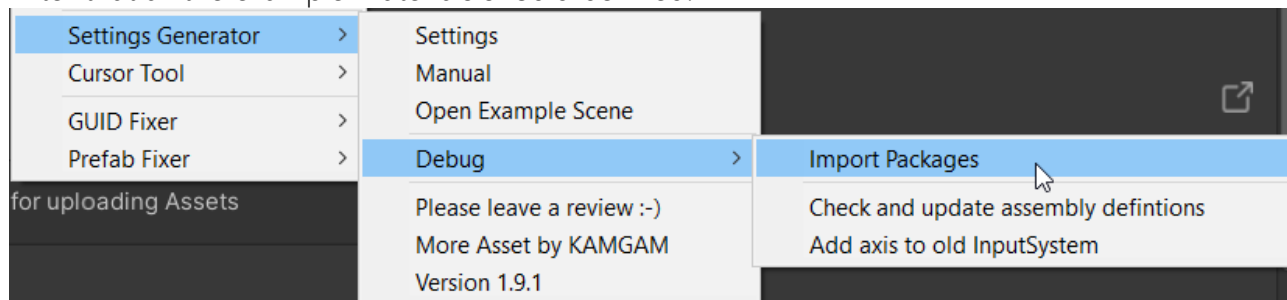 Settings Generator
Cursor Tool
GUID Fixer
Prefab Fixer
for uploading Assets
Settings
Manual
Open Example Scene
Debug
Please leave a review :-)
More Asset by KAMGAM
Version 1.9.1
Import Packages
Check and update assembly defintions
Add axis to old InputSystem